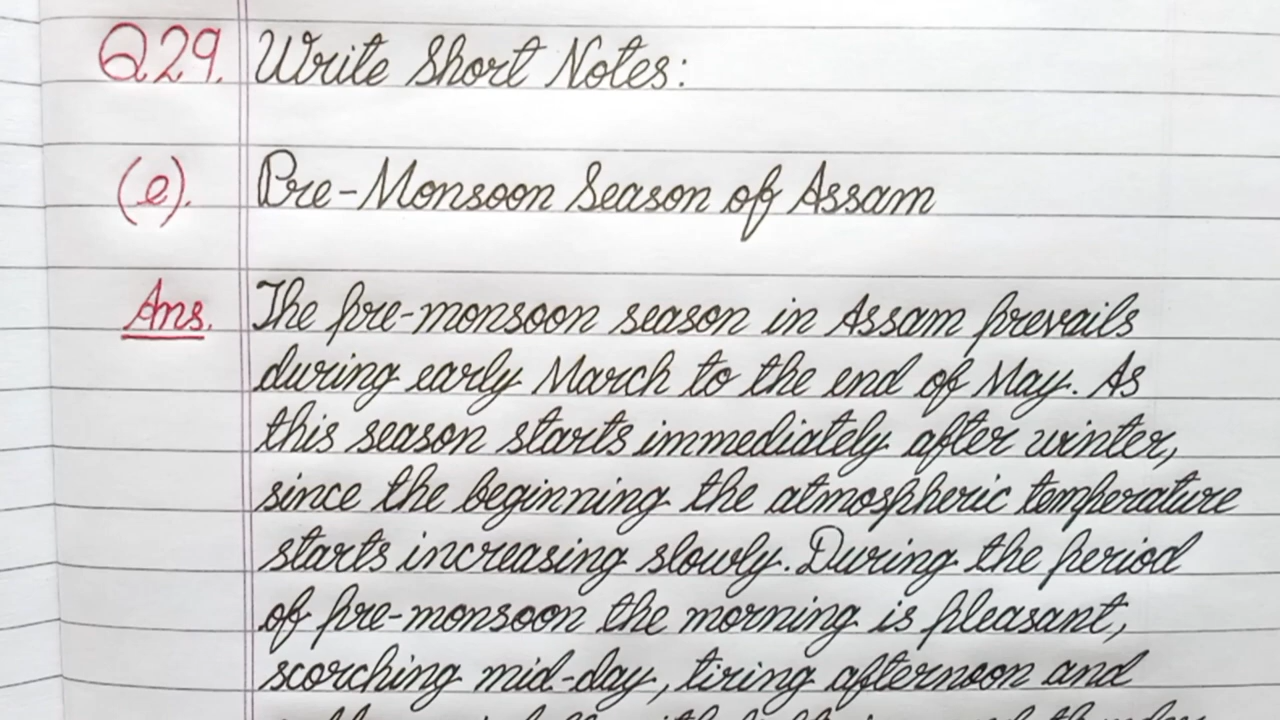 Q29. Write Short Notes:
(e). Pre-Monsoon Season of Assam
Ans. The pre-monsoon season in Assam prevails
during early March to the end of May. As
this season starts immediately after winter,
since the beginning the atmospheric temperature
starts increasing slowly. During the period
of pre-monsoon the morning is pleasant,
scorching mid-day, tiring afternoon and